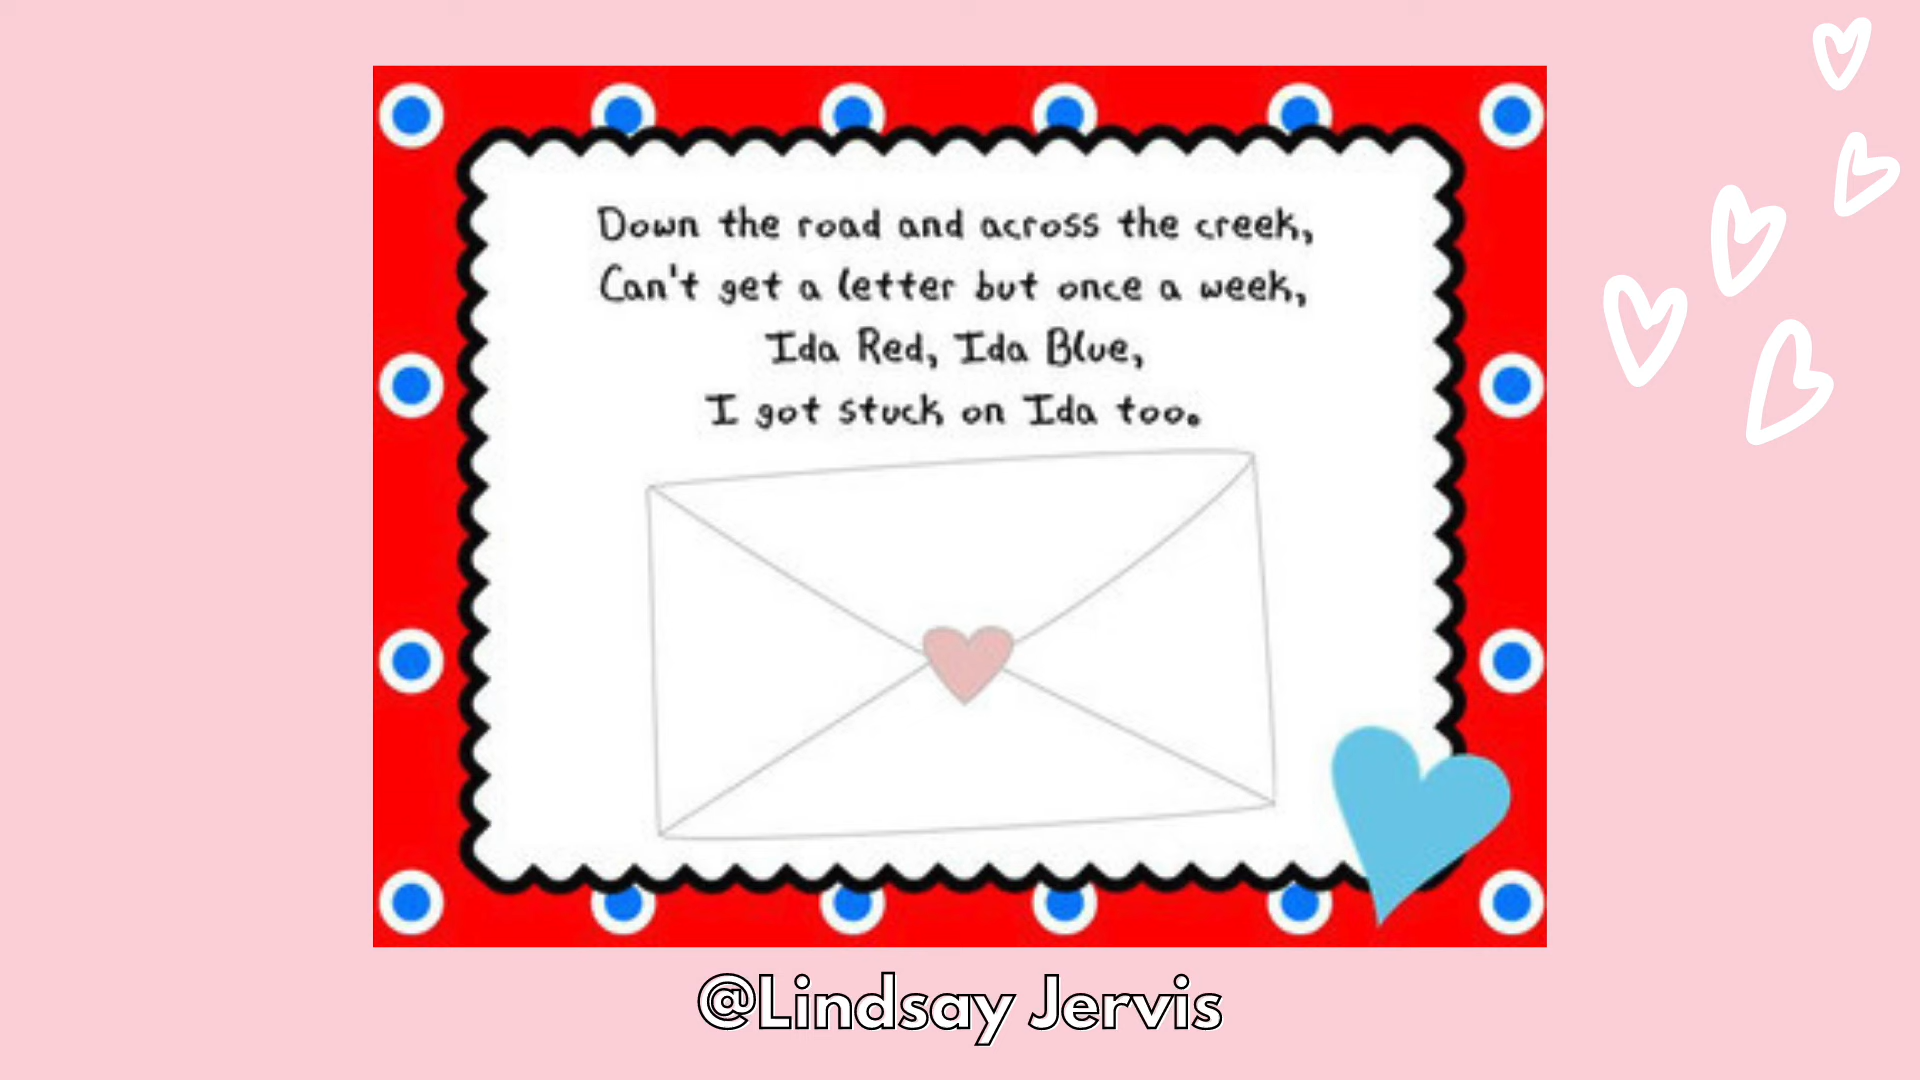 Down the road and across the creek,
Can't get a letter but once a week,
Ida Red, Ida Blue,
I got stuck on Ida too.
@Lindsay Jervis